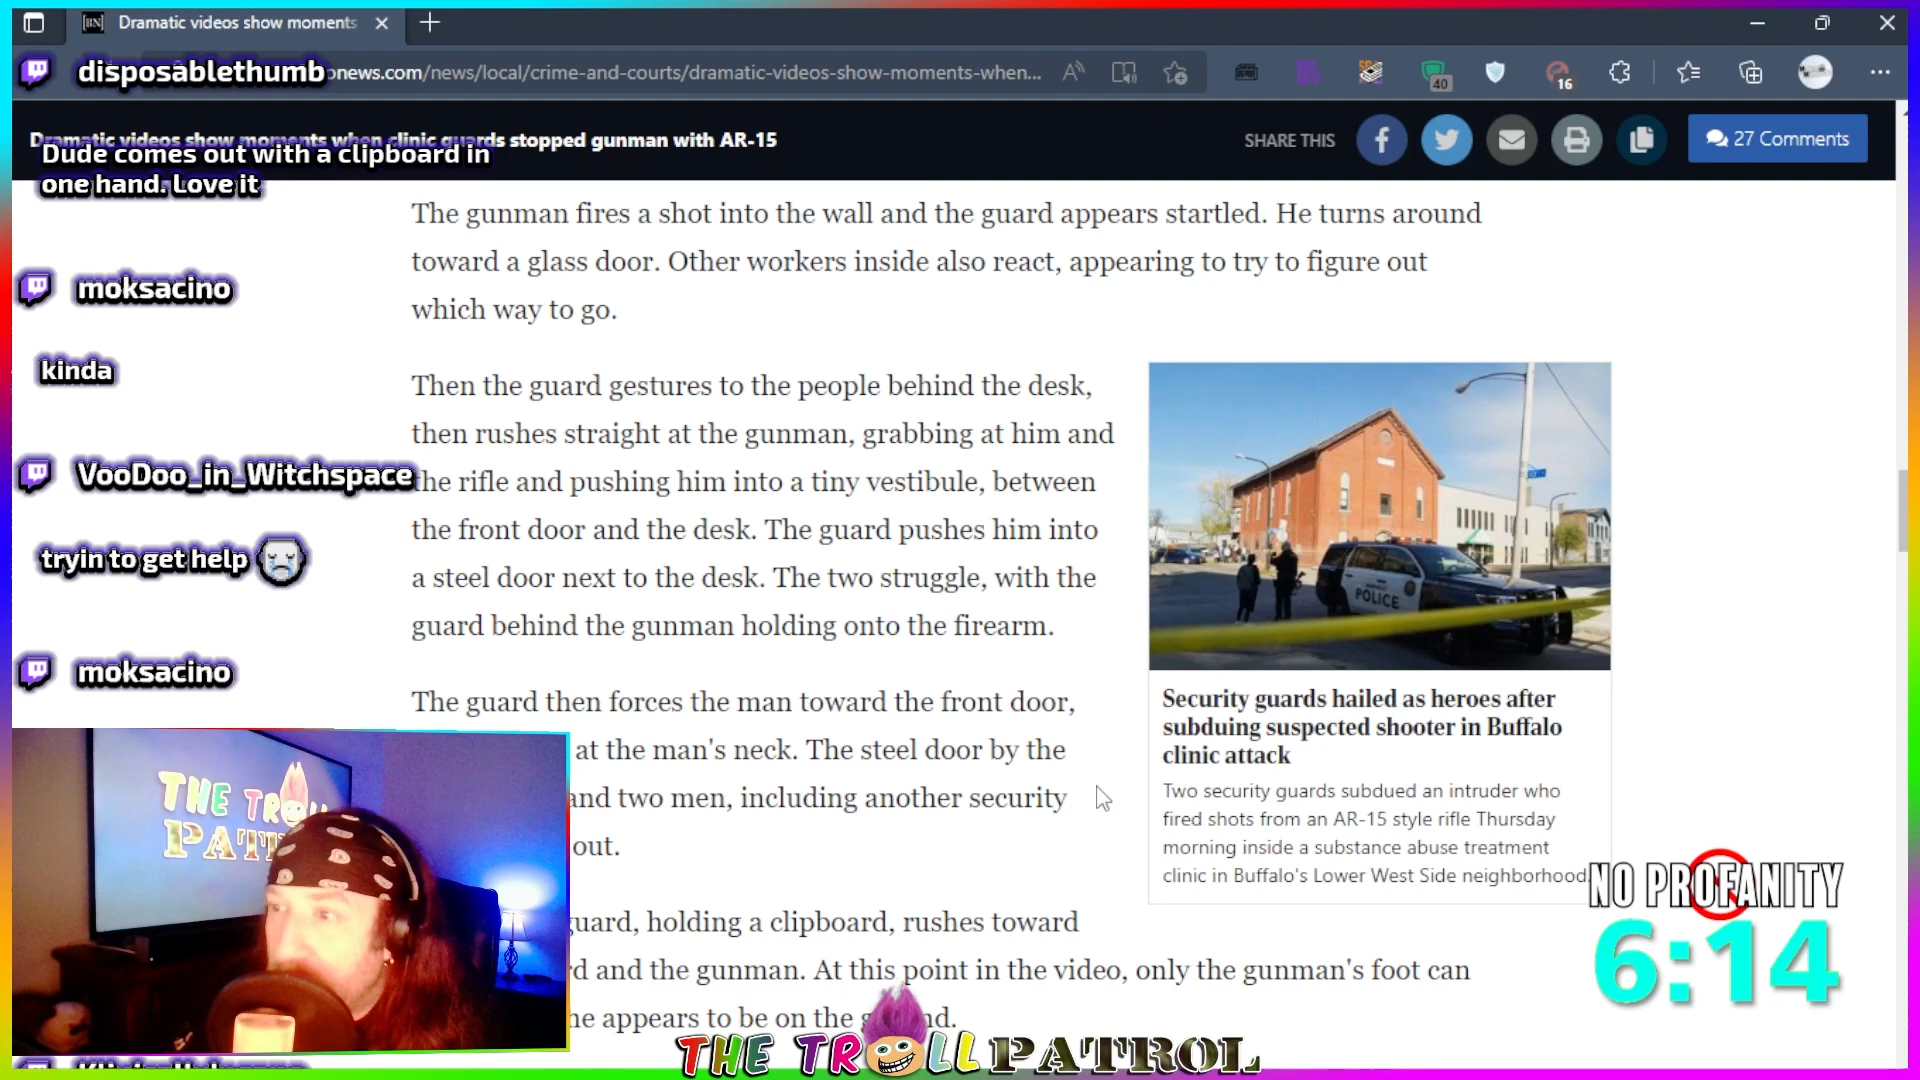 Dramatic videos show moments
disposablethumb
onews.com/news/local/crime-and-courts/dramatic-videos-show-moments-when...
40
16
Dramatic videos show moments when clinic guards stopped gunman with AR-15
SHARE THIS
27 Comments
Dude comes out with a clipboard in
one hand. Love it
moksacino
kinda
VooDoo_in_Witchspace
tryin to get help
moksacino
The gunman fires a shot into the wall and the guard appears startled. He turns around
toward a glass door. Other workers inside also react, appearing to try to figure out
which way to go.
Then the guard gestures to the people behind the desk,
then rushes straight at the gunman, grabbing at him and
the rifle and pushing him into a tiny vestibule, between
the front door and the desk. The guard pushes him into
a steel door next to the desk. The two struggle, with the
guard behind the gunman holding onto the firearm.
The guard then forces the man toward the front door,
at the man's neck. The steel door by the
and two men, including another security
out.
guard, holding a clipboard, rushes toward
rd and the gunman. At this point in the video, only the gunman's foot can
he appears to be on the
POLICE
Security guards hailed as heroes after
subduing suspected shooter in Buffalo
clinic attack
Two security guards subdued an intruder who
fired shots from an AR-15 style rifle Thursday
morning inside a substance abuse treatment
clinic in Buffalo's Lower West Side neighborhood.
NO PROFANITY
6:14
THE TROLL PATROL
THE TR
PAT